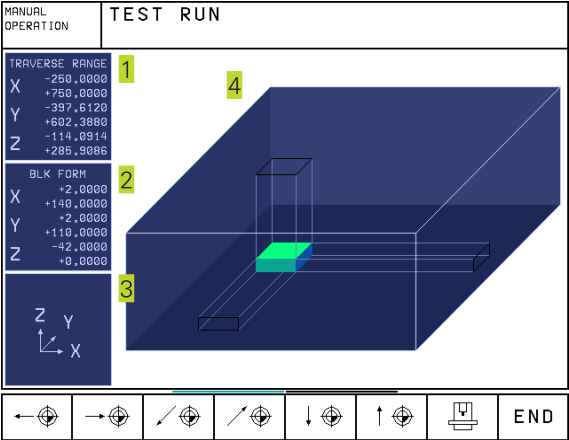 MANUAL
OPERATION
TEST RUN
TRAVERSE RANGE
X
-250,0000
+750,0000
Y
-397,6120
+602,3880
Z
-114,0914
+285,9086
1
BLK FORM
X
+2,0000
+140,0000
Y
+2,0000
+110,0000
Z
-42,0000
+0,0000
2
3
Z
Y
X
4
END